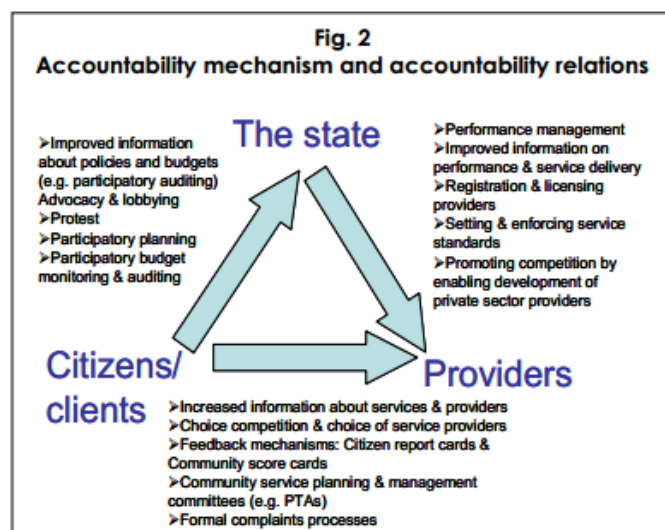 Fig. 2
Accountability mechanism and accountability relations
The state
➢Improved information
about policies and budgets
(e.g. participatory auditing)
Advocacy & lobbying
➢Protest
➢Participatory planning
➢Participatory budget
monitoring & auditing
➢Performance management
➢Improved information on
performance & service delivery
➢Registration & licensing
providers
➢Setting & enforcing service
standards
➢Promoting competition by
enabling development of
private sector providers
Citizens/
clients
Providers
➢Increased information about services & providers
➢Choice competition & choice of service providers
➢Feedback mechanisms: Citizen report cards &
Community score cards
➢Community service planning & management
committees (e.g. PTAs)
➢Formal complaints processes